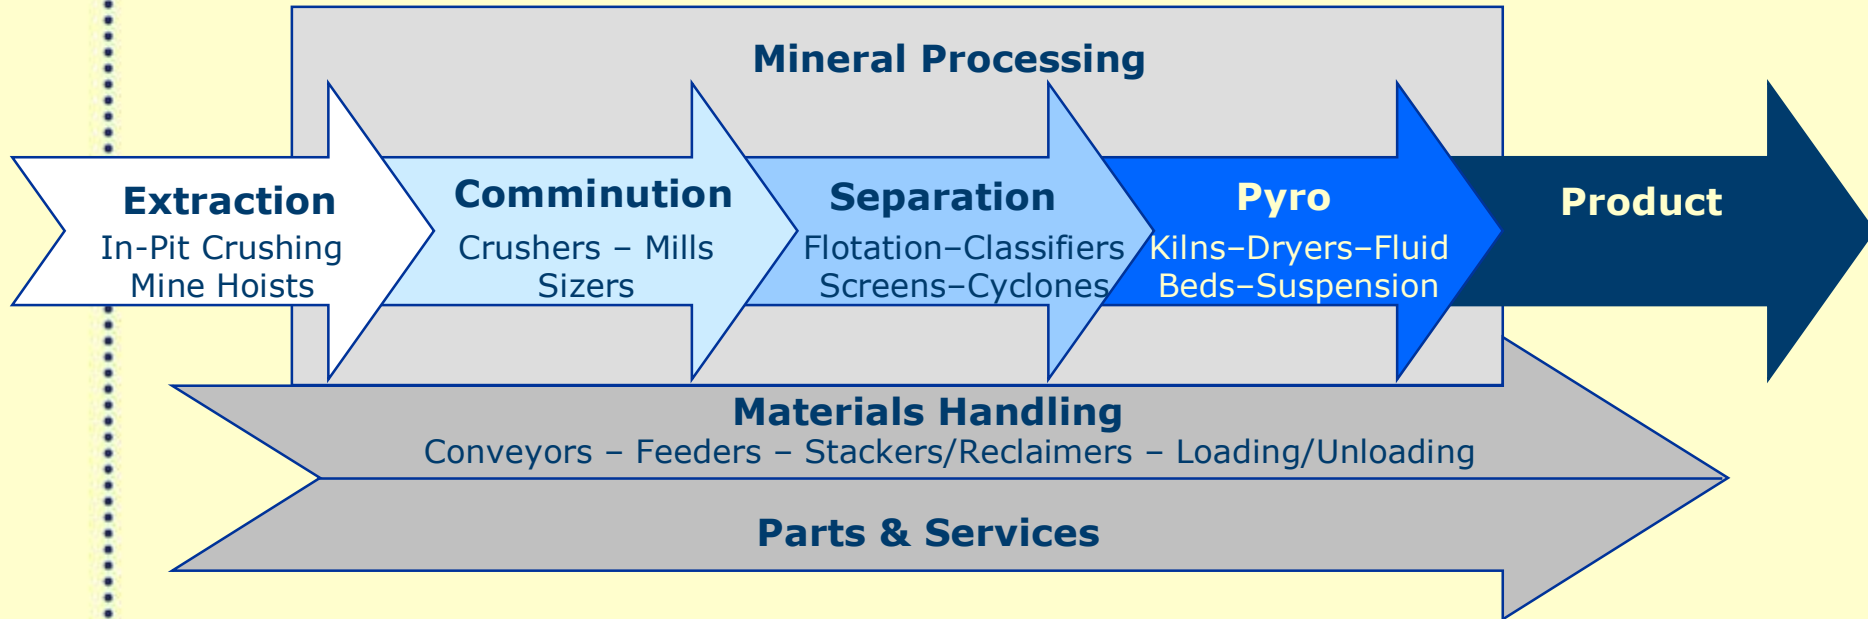 Mineral Processing
Extraction
In-Pit Crushing
Mine Hoists
Comminution
Crushers – Mills
Sizers
Separation
Flotation–Classifiers
Screens–Cyclones
Pyro
Kilns–Dryers–Fluid
Beds–Suspension
Product
Materials Handling
Conveyors – Feeders – Stackers/Reclaimers – Loading/Unloading
Parts & Services